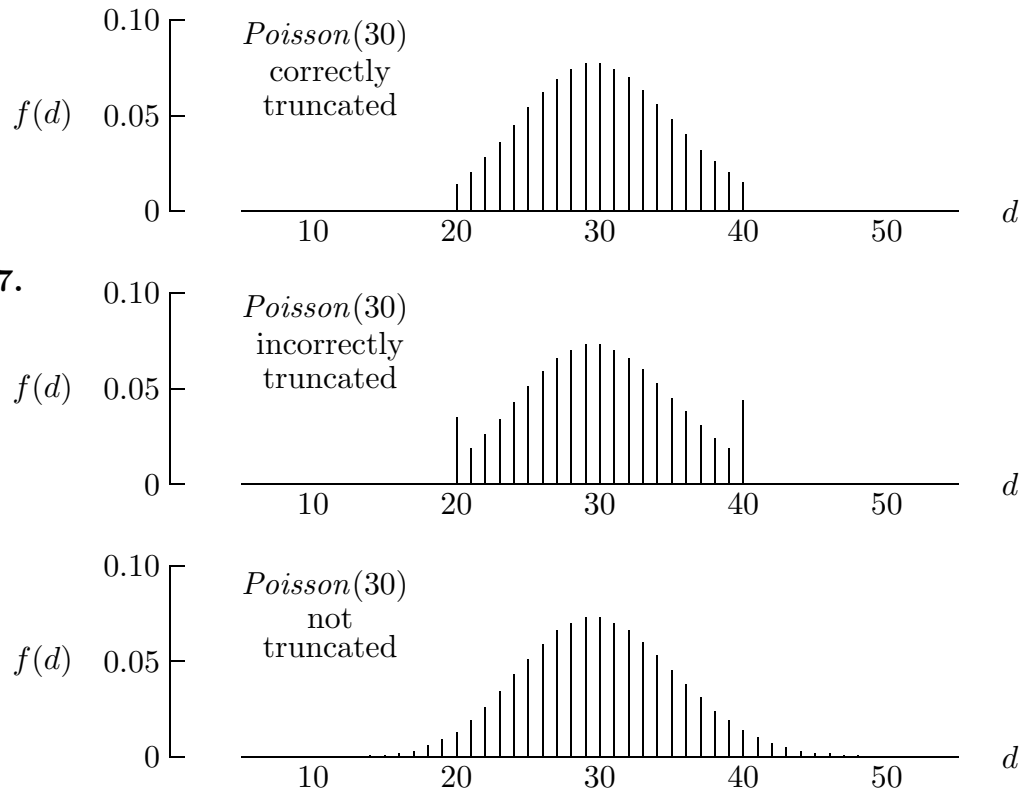 0.10
Poisson(30)
correctly
truncated
f(d)
0.05
0
10 20 30 40 50
d
7.
0.10
Poisson(30)
incorrectly
truncated
f(d)
0.05
0
10 20 30 40 50
d
0.10
Poisson(30)
not
truncated
f(d)
0.05
0
10 20 30 40 50
d